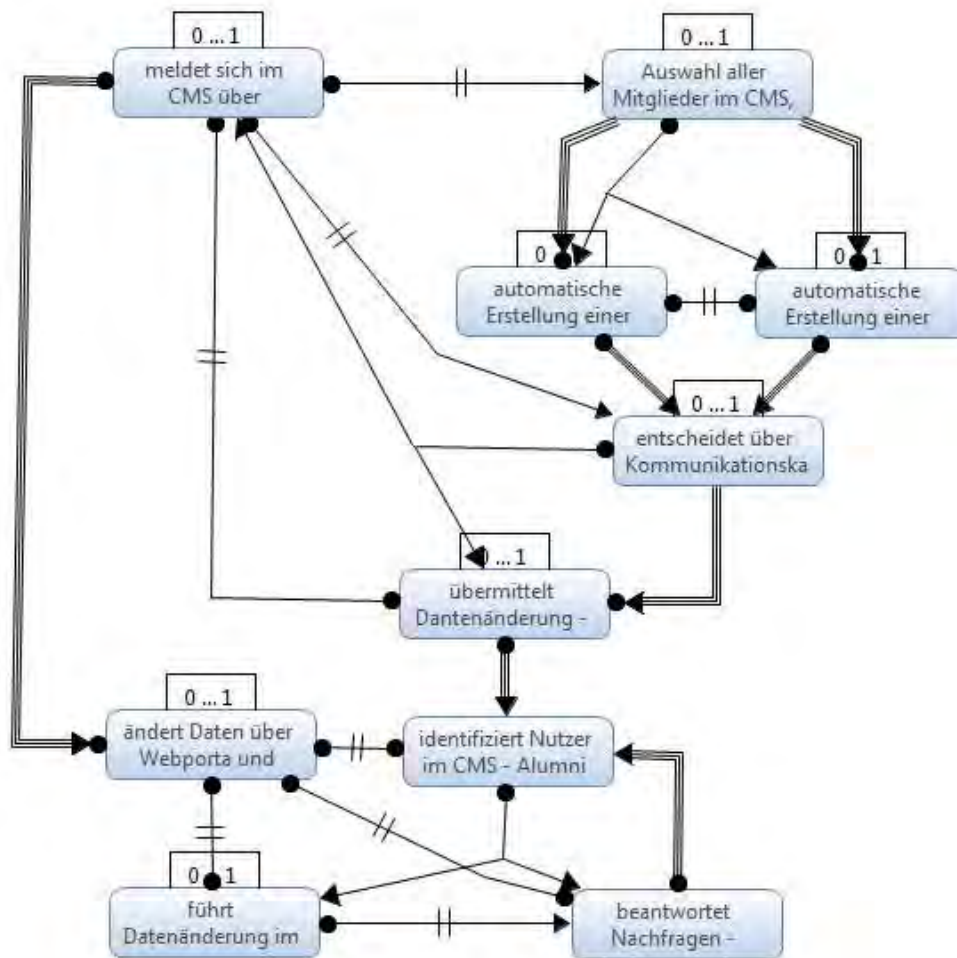 0 ... 1
meldet sich im
CMS über
0 ... 1
Auswahl aller
Mitglieder im CMS,
0
automatische
Erstellung einer
0 1
automatische
Erstellung einer
0 ... 1
entscheidet über
Kommunikationska
0 ... 1
übermittelt
Dantenänderung -
0 ... 1
ändert Daten über
Webporta und
identifiziert Nutzer
im CMS - Alumni
0 1
führt
Datenänderung im
beantwortet
Nachfragen -